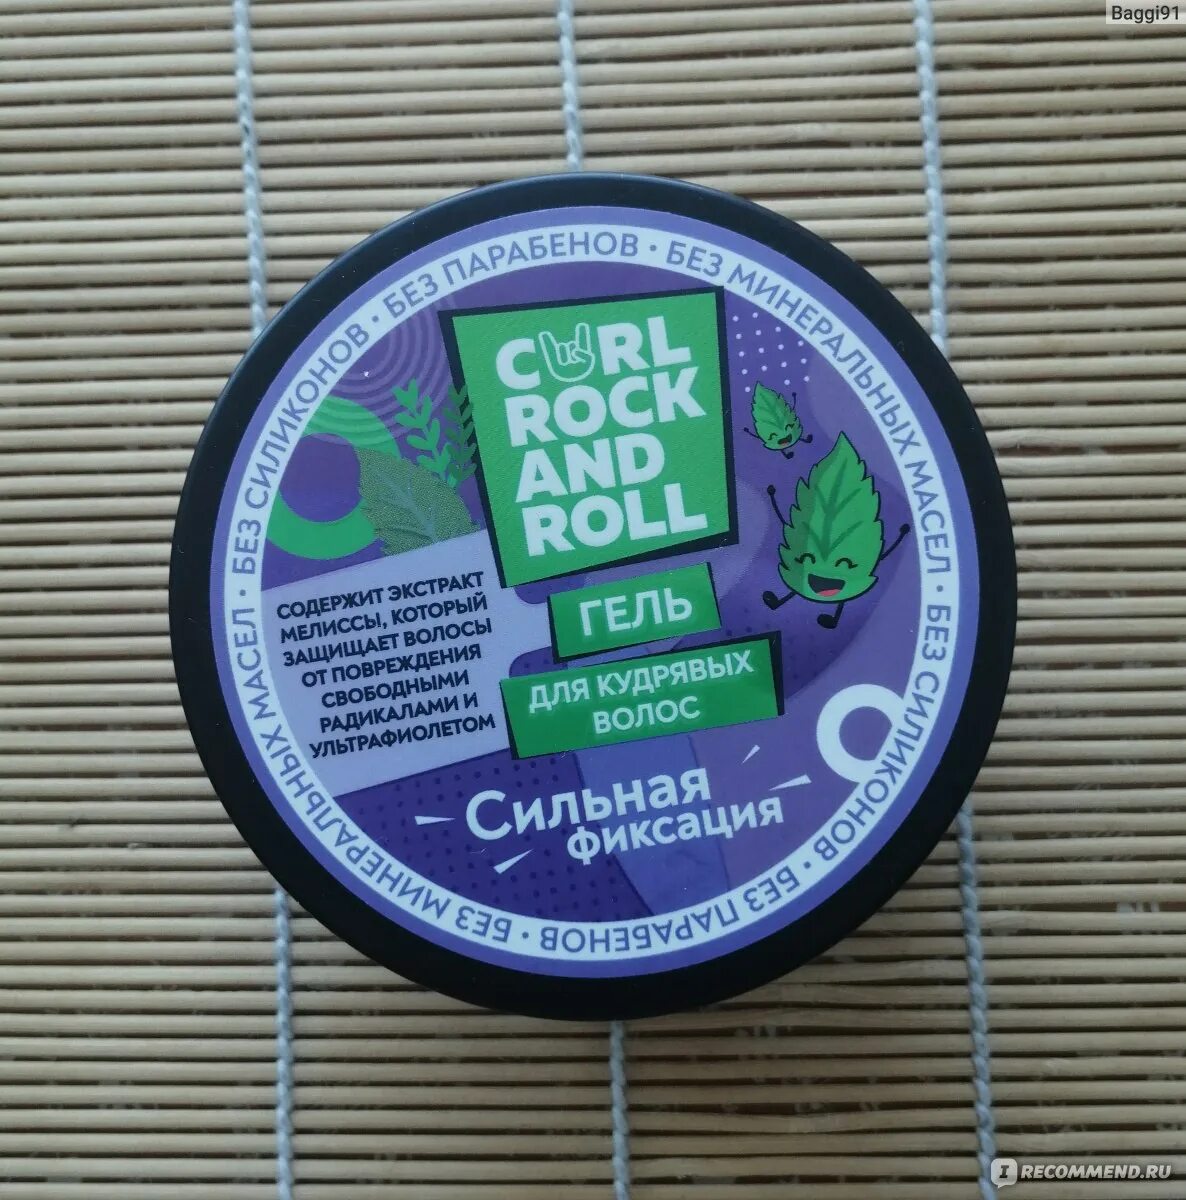 Baggi91
БЕЗ ПАРАБЕНОВ · БЕЗ МИНЕРАЛЬНЫХ МАСЕЛ · БЕЗ СИЛИКОНОВ · БЕЗ ПАРАБЕНОВ · БЕЗ МИНЕРАЛЬНЫХ МАСЕЛ · БЕЗ СИЛИКОНОВ ·
CURL
ROCK
AND
ROLL
СОДЕРЖИТ ЭКСТРАКТ
МЕЛИССЫ, КОТОРЫЙ
ЗАЩИЩАЕТ ВОЛОСЫ
ОТ ПОВРЕЖДЕНИЯ
СВОБОДНЫМИ
РАДИКАЛАМИ И
УЛЬТРАФИОЛЕТОМ
ГЕЛЬ
ДЛЯ КУДРЯВЫХ
ВОЛОС
Сильная
фиксация
IRECOMMEND.RU